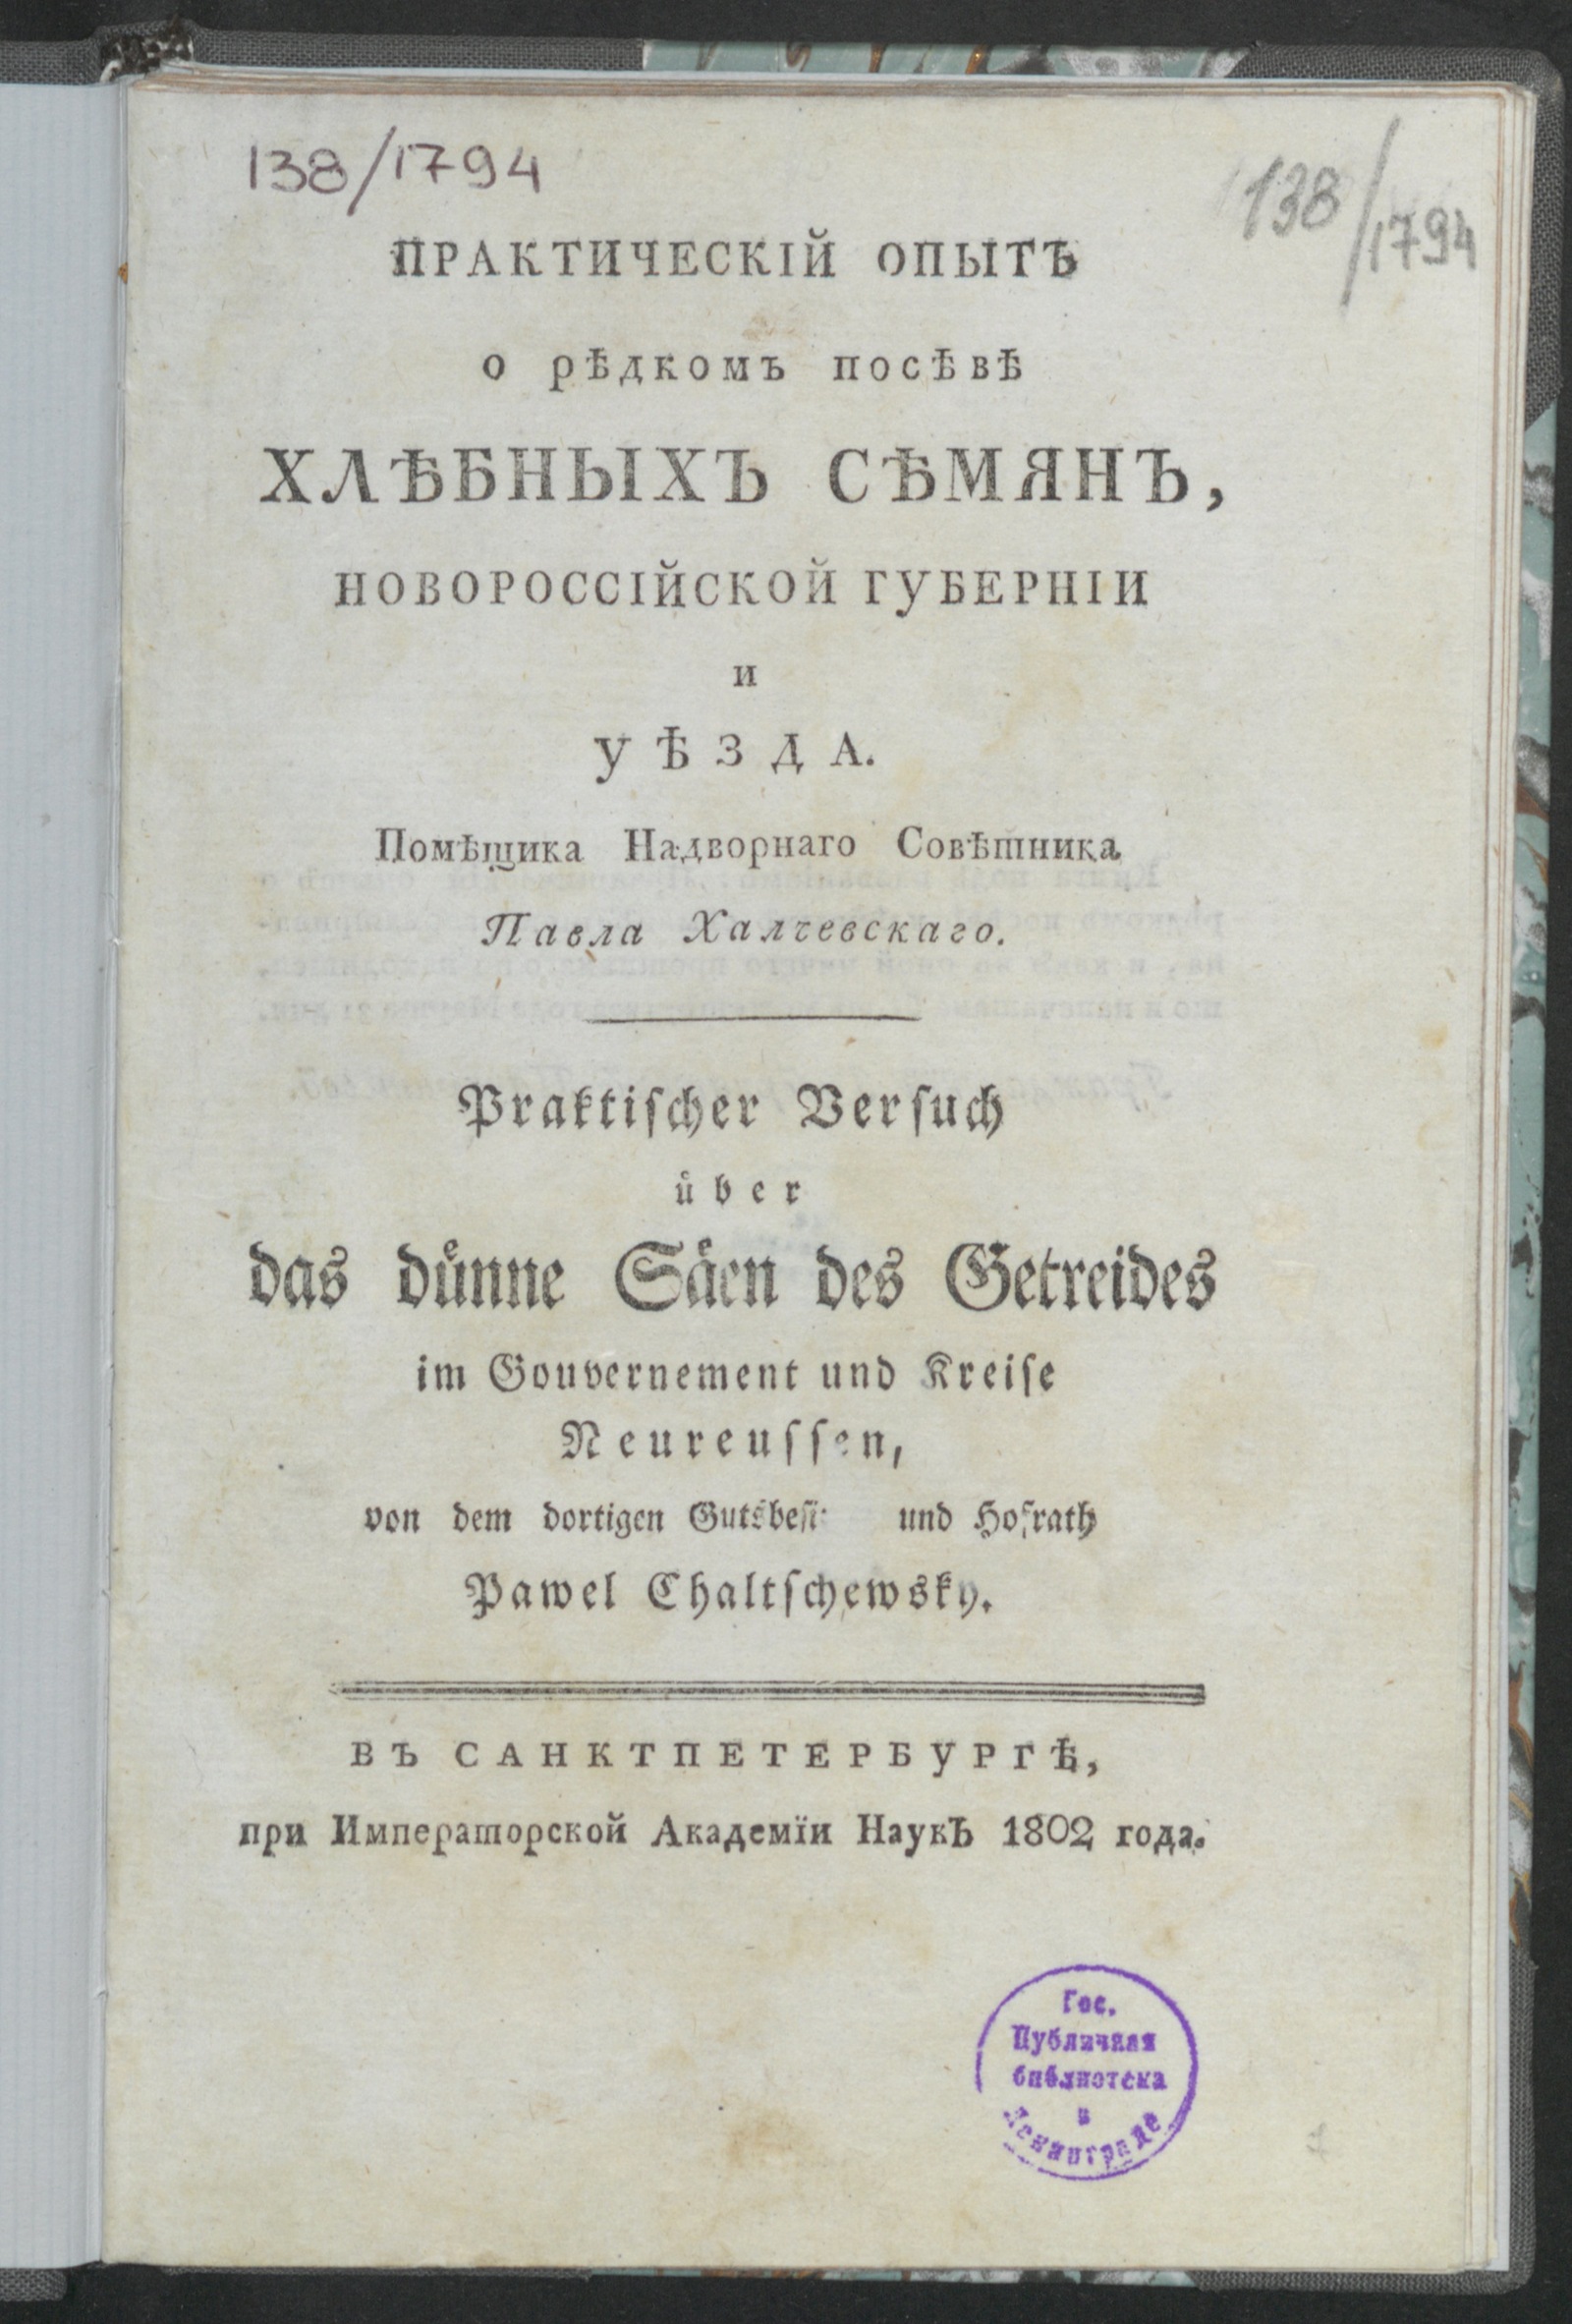 138/1794
138/1794
ПРАКТИЧЕСКІЙ ОПЫТЪ
о рѣдкомъ посѣвѣ
ХЛѢБНЫХЪ СѢМЯНЪ,
НОВОРОССІЙСКОЙ ГУБЕРНІИ
и
УѢЗДА.
Помѣщика Надворнаго Совѣтника
Павла Халчевскаго.
Praktiſcher Verſuch
über
das dünne Säen des Getreides
im Gouvernement und Kreiſe
Neureuſſen,
von dem dortigen und Hofrath
Pawel Chaltſchewsky.
ВЪ САНКТПЕТЕРБУРГѢ,
при Императорской Академïи НаукЪ 1802 года.
Гос.
Публичная
библиотека
в
Ленинграде